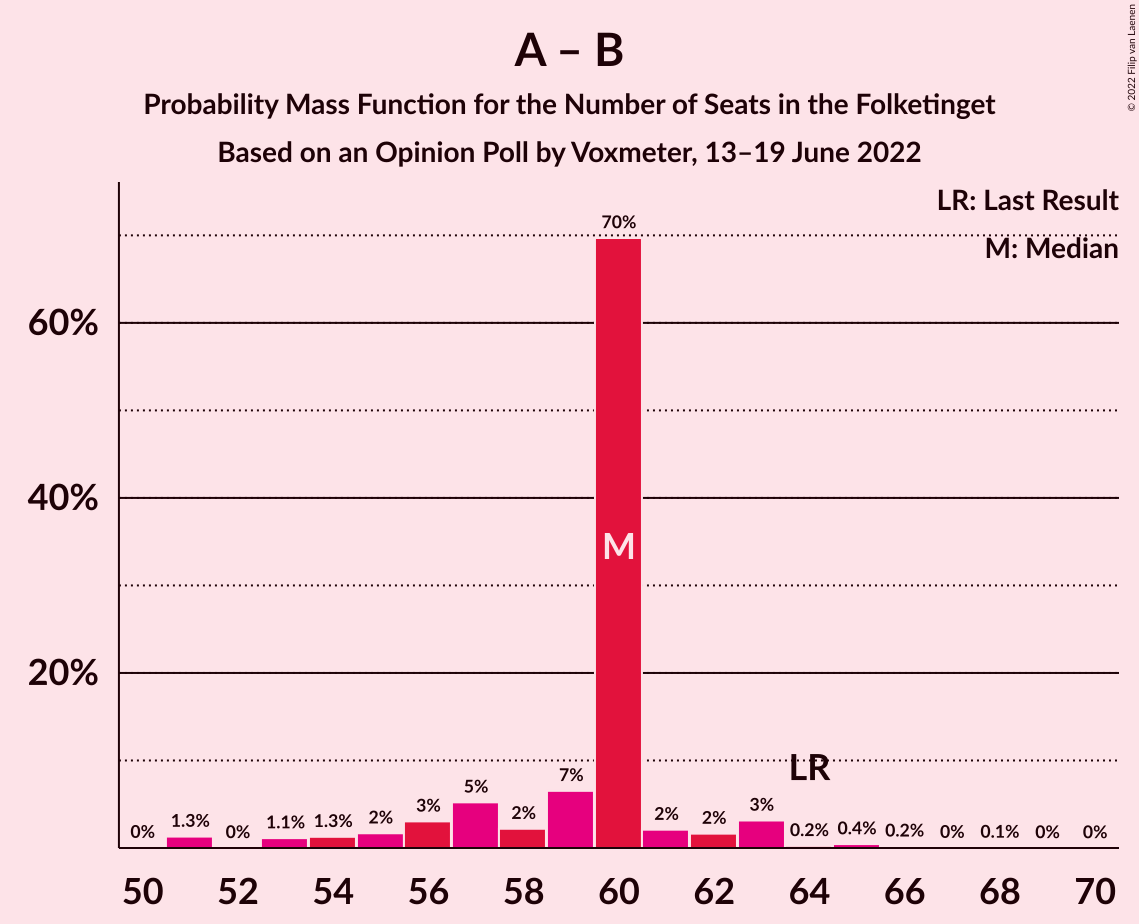 © 2022 Filip van Laenen
A – B
Probability Mass Function for the Number of Seats in the Folketinget
Based on an Opinion Poll by Voxmeter, 13–19 June 2022
LR: Last Result
M: Median
60%
40%
20%
0% 1.3% 0% 1.1% 1.3% 2% 3% 5% 2% 7% 70% 2% 2% 3% 0.2% 0.4% 0.2% 0% 0.1% 0% 0%
M
LR
50 52 54 56 58 60 62 64 66 68 70